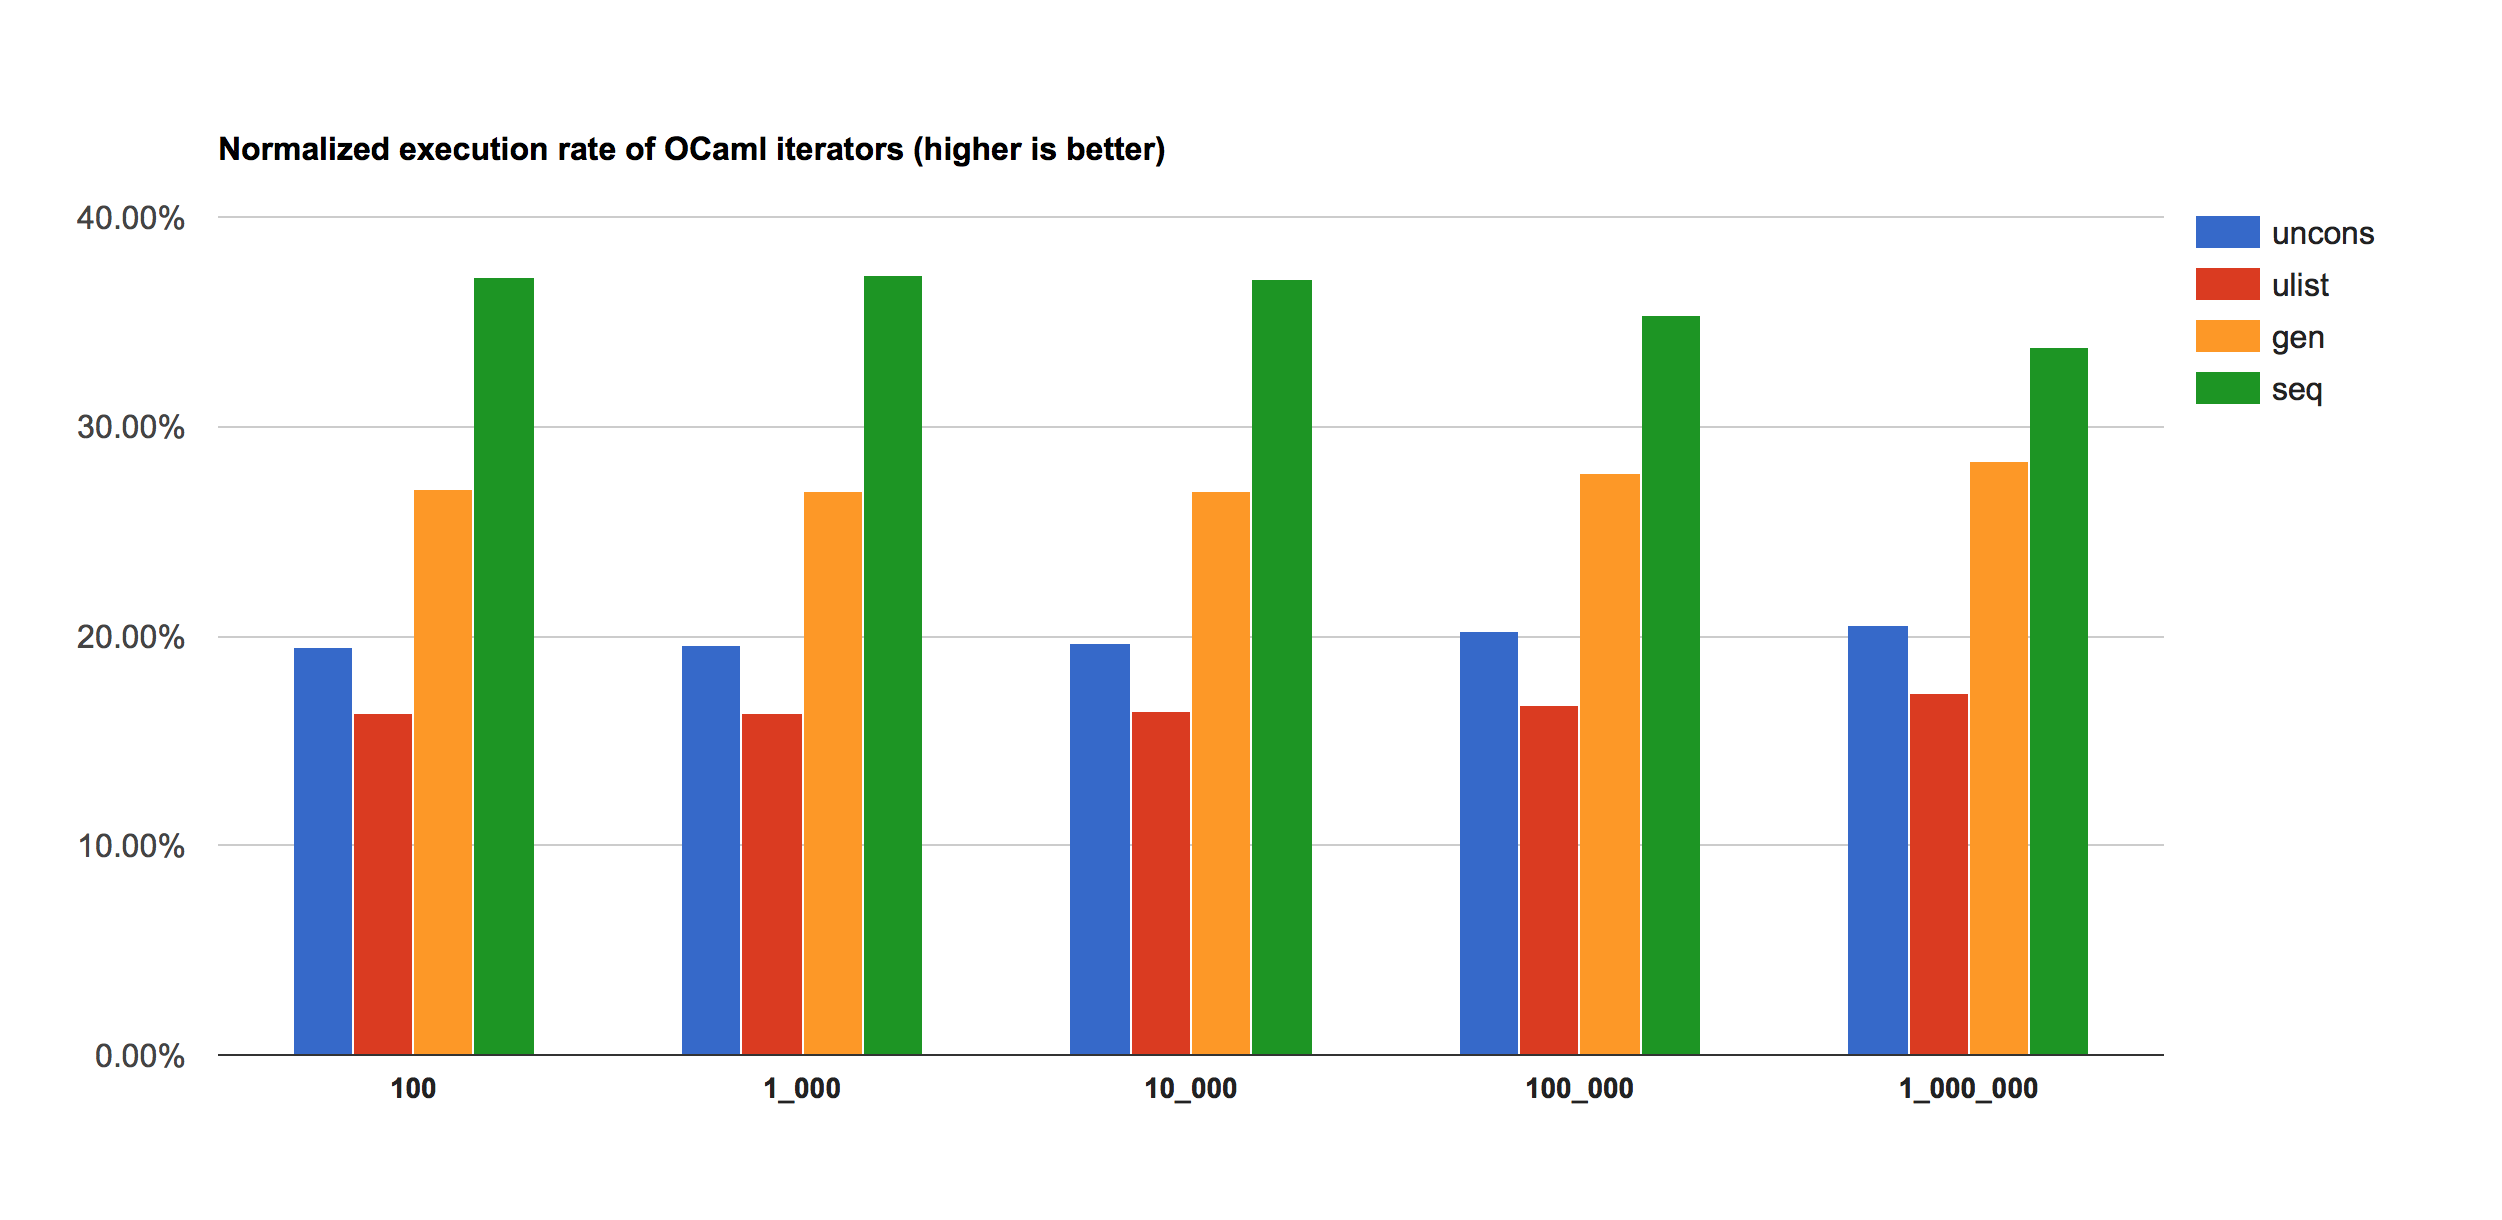 Normalized execution rate of OCaml iterators (higher is better)
40.00%
30.00%
20.00%
10.00%
0.00%
100
1_000
10_000
100_000
1_000_000
uncons
ulist
gen
seq